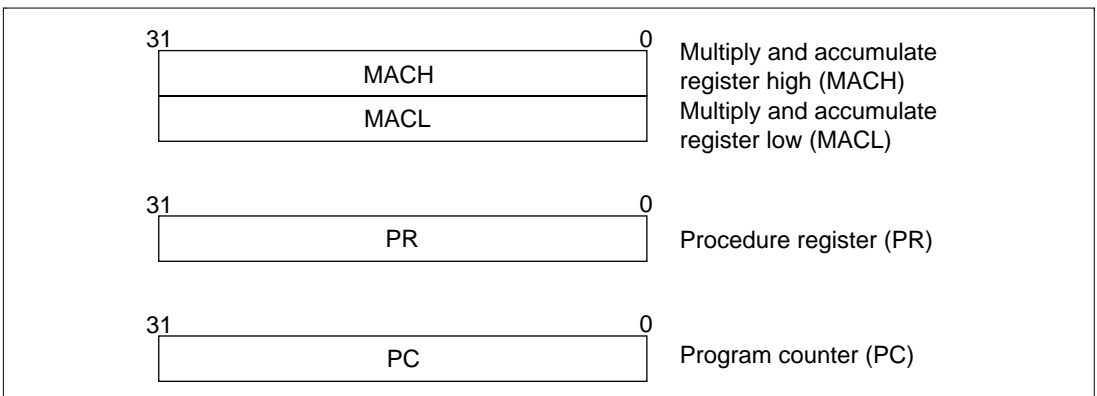 31 0
MACH
MACL
Multiply and accumulate
register high (MACH)
Multiply and accumulate
register low (MACL)
31 0
PR
Procedure register (PR)
31 0
PC
Program counter (PC)